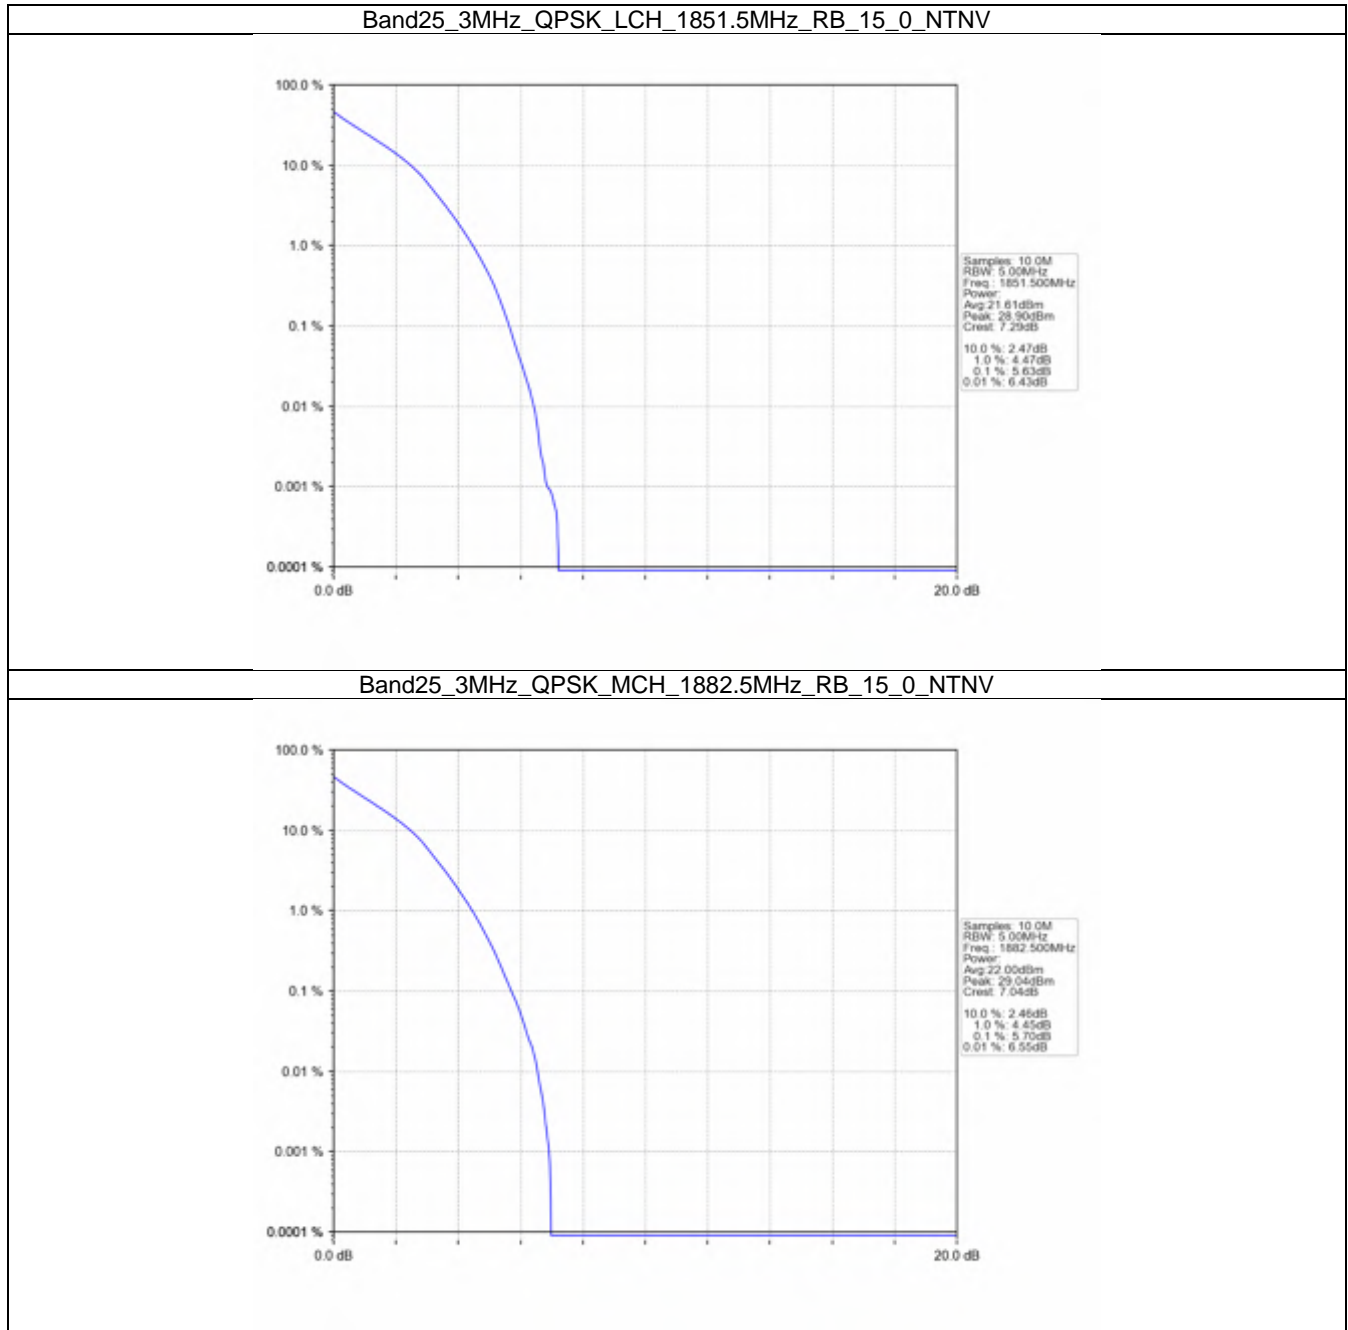 Band25_3MHz_QPSK_LCH_1851.5MHz_RB_15_0_NTNV
100.0 %
10.0 %
1.0 %
0.1 %
0.01 %
0.001 %
0.0001 %
0.0 dB
20.0 dB
Samples: 10.0M
RBW: 5.00MHz
Freq.: 1851.500MHz
Power:
Avg:21.61dBm
Peak: 28.90dBm
Crest: 7.29dB
10.0 %: 2.47dB
1.0 %: 4.47dB
0.1 %: 5.63dB
0.01 %: 6.43dB
Band25_3MHz_QPSK_MCH_1882.5MHz_RB_15_0_NTNV
100.0 %
10.0 %
1.0 %
0.1 %
0.01 %
0.001 %
0.0001 %
0.0 dB
20.0 dB
Samples: 10.0M
RBW: 5.00MHz
Freq.: 1882.500MHz
Power:
Avg:22.00dBm
Peak: 29.04dBm
Crest: 7.04dB
10.0 %: 2.46dB
1.0 %: 4.45dB
0.1 %: 5.70dB
0.01 %: 6.55dB